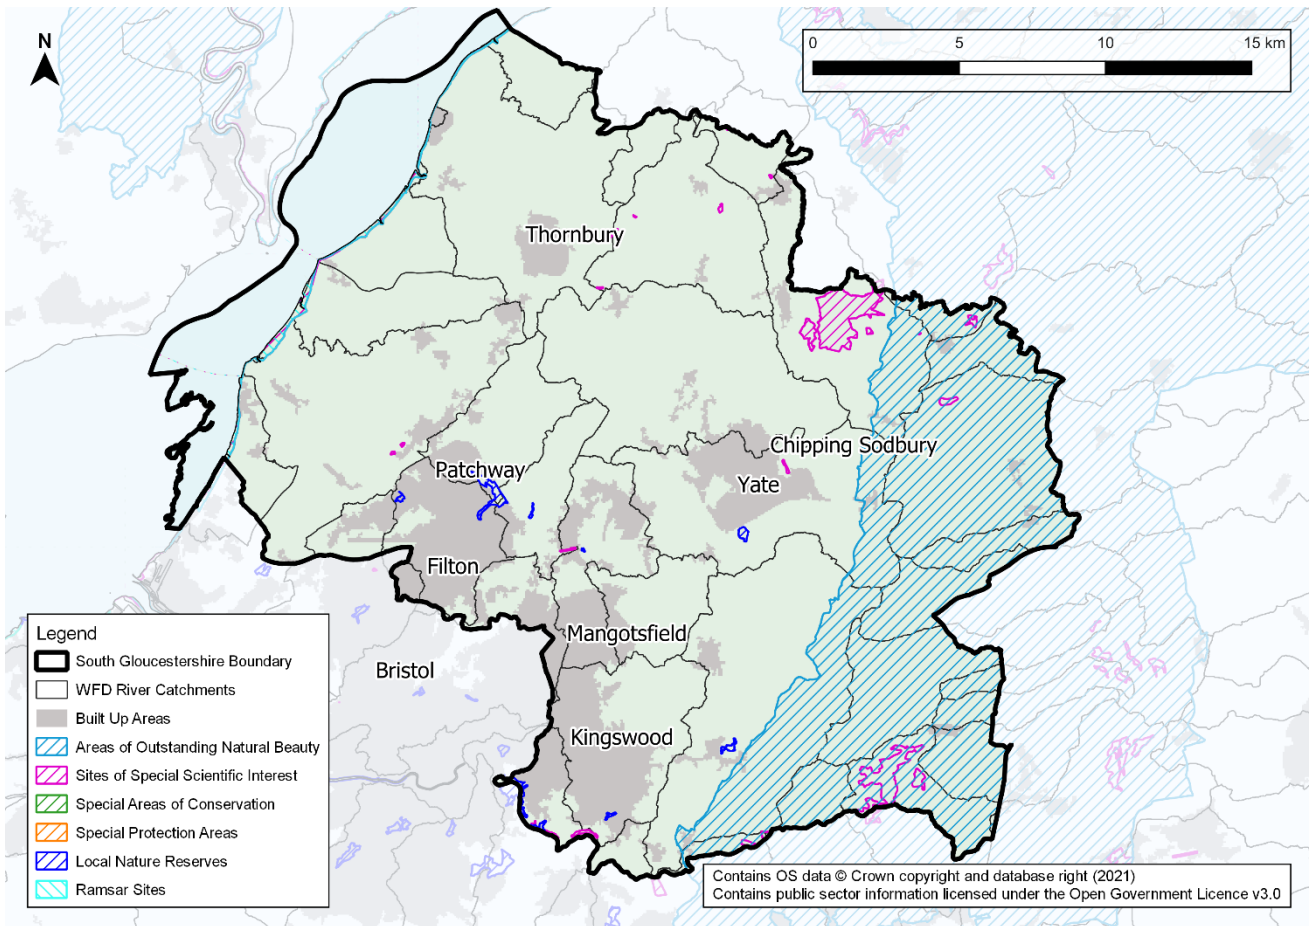 N
0 5 10 15 km
Thornbury
Chipping Sodbury
Patchway
Yate
Filton
Mangotsfield
Bristol
Kingswood
Legend
South Gloucestershire Boundary
WFD River Catchments
Built Up Areas
Areas of Outstanding Natural Beauty
Sites of Special Scientific Interest
Special Areas of Conservation
Special Protection Areas
Local Nature Reserves
Ramsar Sites
Contains OS data © Crown copyright and database right (2021)
Contains public sector information licensed under the Open Government Licence v3.0